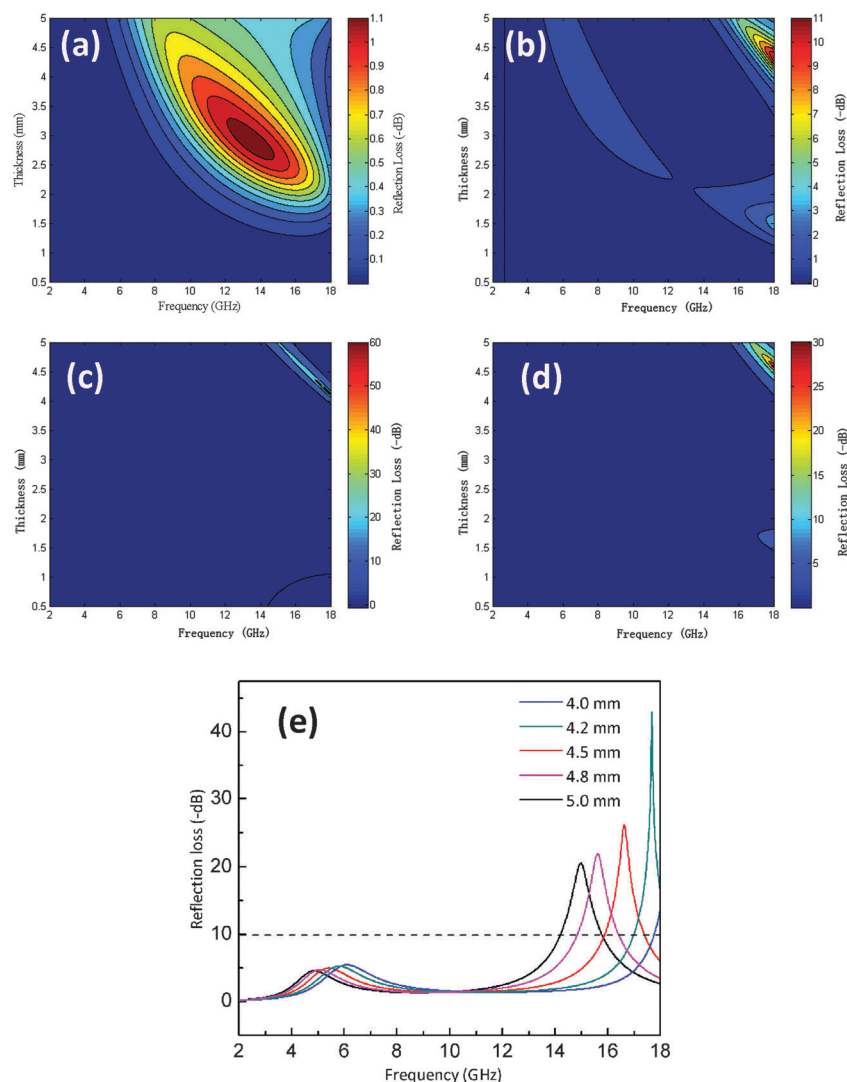 (a)
5
4.5
4
3.5
3
2.5
2
1.5
1
0.5
Thickness (mm)
2 4 6 8 10 12 14 16 18
Frequency (GHz)
1.1
1
0.9
0.8
0.7
0.6
0.5
0.4
0.3
0.2
0.1
Reflection Loss (-dB)
(b)
5
4.5
4
3.5
3
2.5
2
1.5
1
0.5
Thickness (mm)
2 4 6 8 10 12 14 16 18
Frequency (GHz)
11
10
9
8
7
6
5
4
3
2
1
0
Reflection Loss (-dB)
(c)
5
4.5
4
3.5
3
2.5
2
1.5
1
0.5
Thickness (mm)
2 4 6 8 10 12 14 16 18
Frequency (GHz)
60
50
40
30
20
10
0
Reflection Loss (-dB)
(d)
5
4.5
4
3.5
3
2.5
2
1.5
1
0.5
Thickness (mm)
2 4 6 8 10 12 14 16 18
Frequency (GHz)
30
25
20
15
10
5
Reflection Loss (-dB)
(e)
40
30
20
10
0
Reflection loss (-dB)
4.0 mm
4.2 mm
4.5 mm
4.8 mm
5.0 mm
2 4 6 8 10 12 14 16 18
Frequency (GHz)